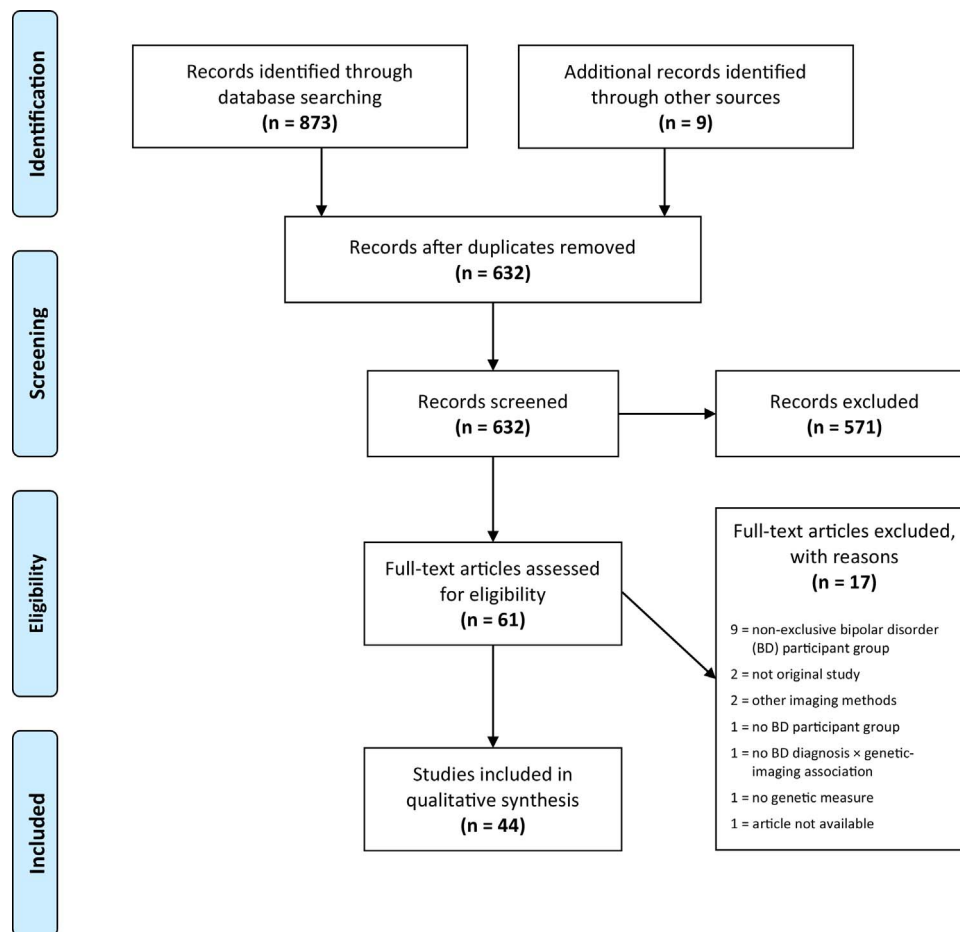 Identification
Records identified through
database searching
(n = 873)
Additional records identified
through other sources
(n = 9)
Records after duplicates removed
(n = 632)
Screening
Records screened
(n = 632)
Records excluded
(n = 571)
Eligibility
Full-text articles assessed
for eligibility
(n = 61)
Full-text articles excluded,
with reasons
(n = 17)
9 = non-exclusive bipolar disorder
(BD) participant group
2 = not original study
2 = other imaging methods
1 = no BD participant group
1 = no BD diagnosis × genetic-
imaging association
1 = no genetic measure
1 = article not available
Included
Studies included in
qualitative synthesis
(n = 44)